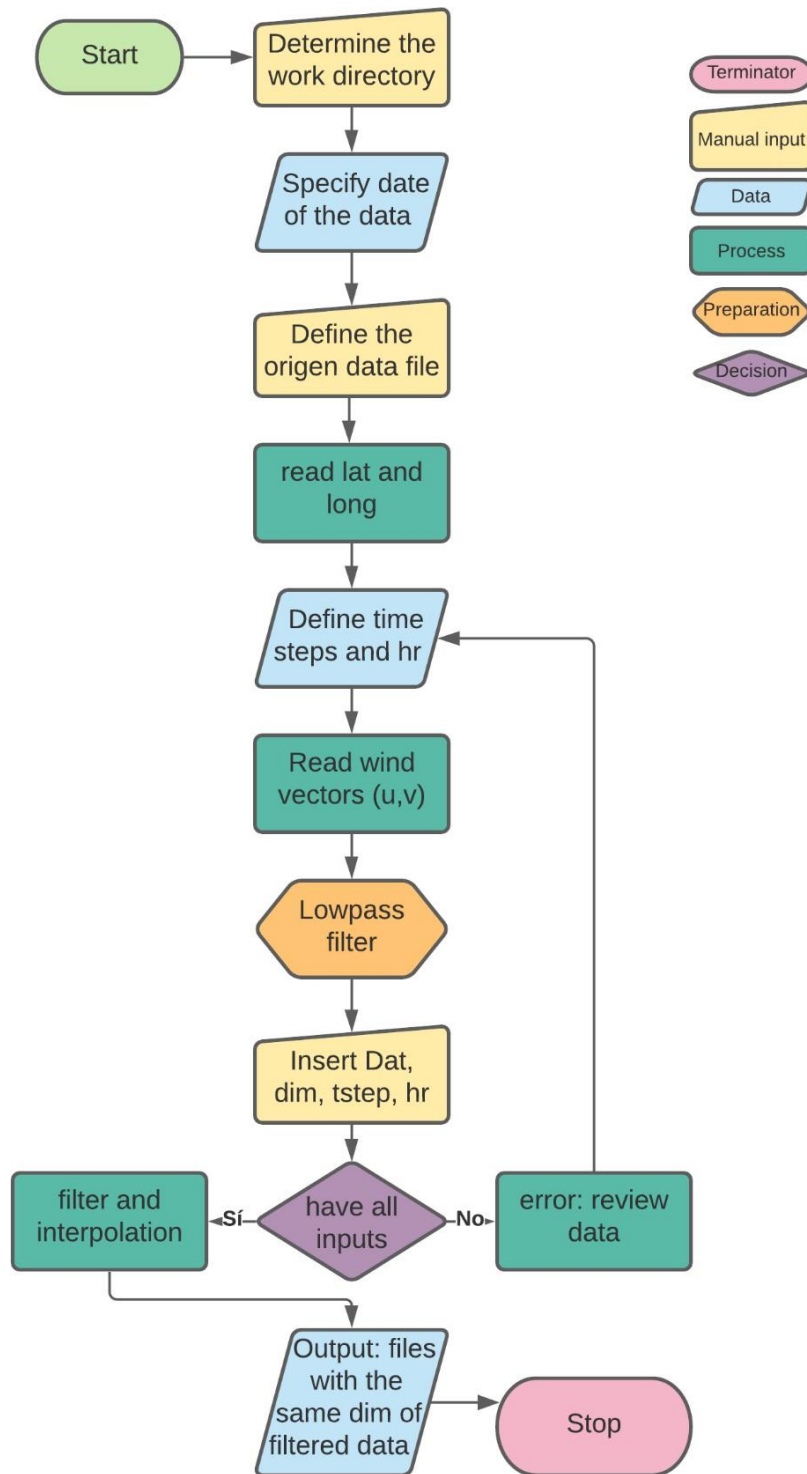 Start
Determine the
work directory
Specify date
of the data
Define the
origen data file
read lat and
long
Define time
steps and hr
Read wind
vectors (u,v)
Lowpass
filter
Insert Dat,
dim, tstep, hr
have all
inputs
Sí
filter and
interpolation
No
error: review
data
Output: files
with the
same dim of
filtered data
Stop
Terminator
Manual input
Data
Process
Preparation
Decision